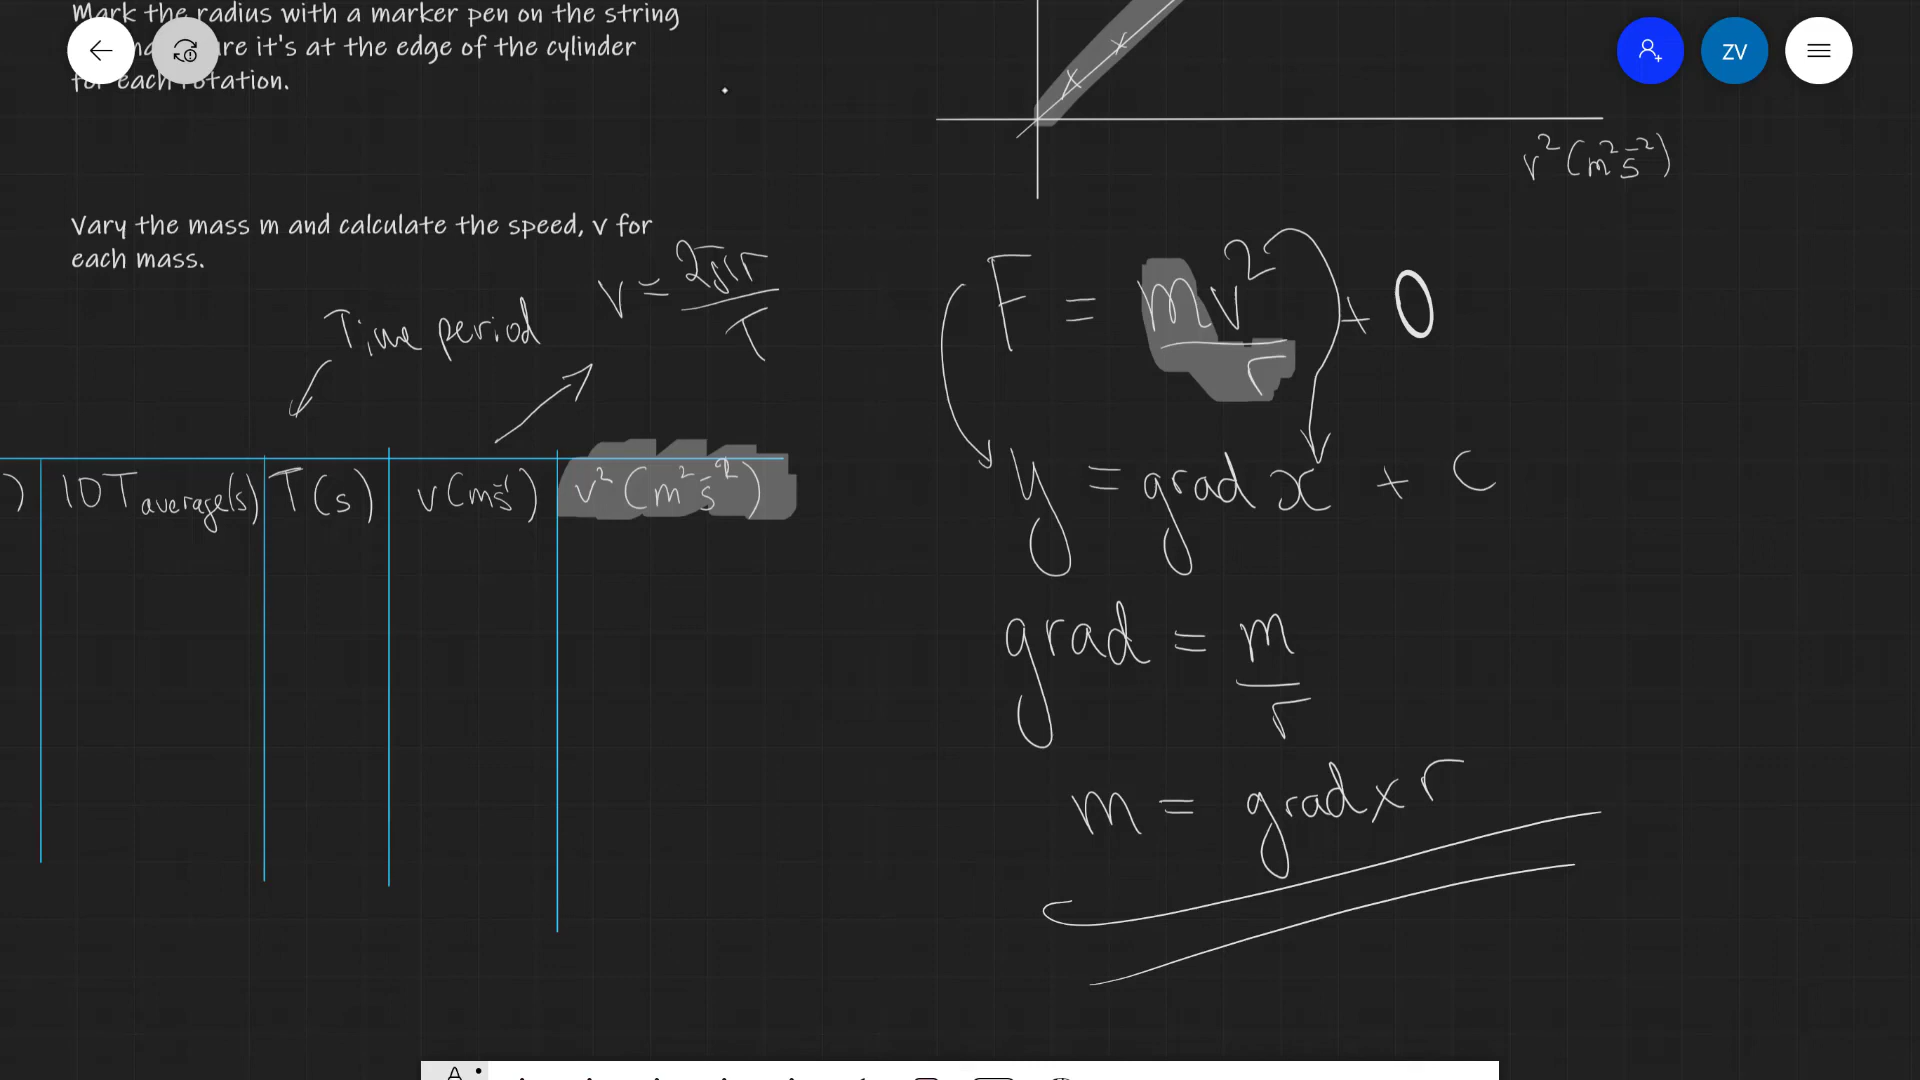 Mark the radius with a marker pen on the string
re it's at the edge of the cylinder
for each rotation.
ZV
v² (m² s⁻²)
Vary the mass m and calculate the speed, v for
each mass.
v = 2πr / T
Time period
) 10T average(s) T(s) v(ms⁻¹) v² (m² s⁻²)
F = mv² / r + 0
y = grad x + c
grad = m / r
m = grad × r
A